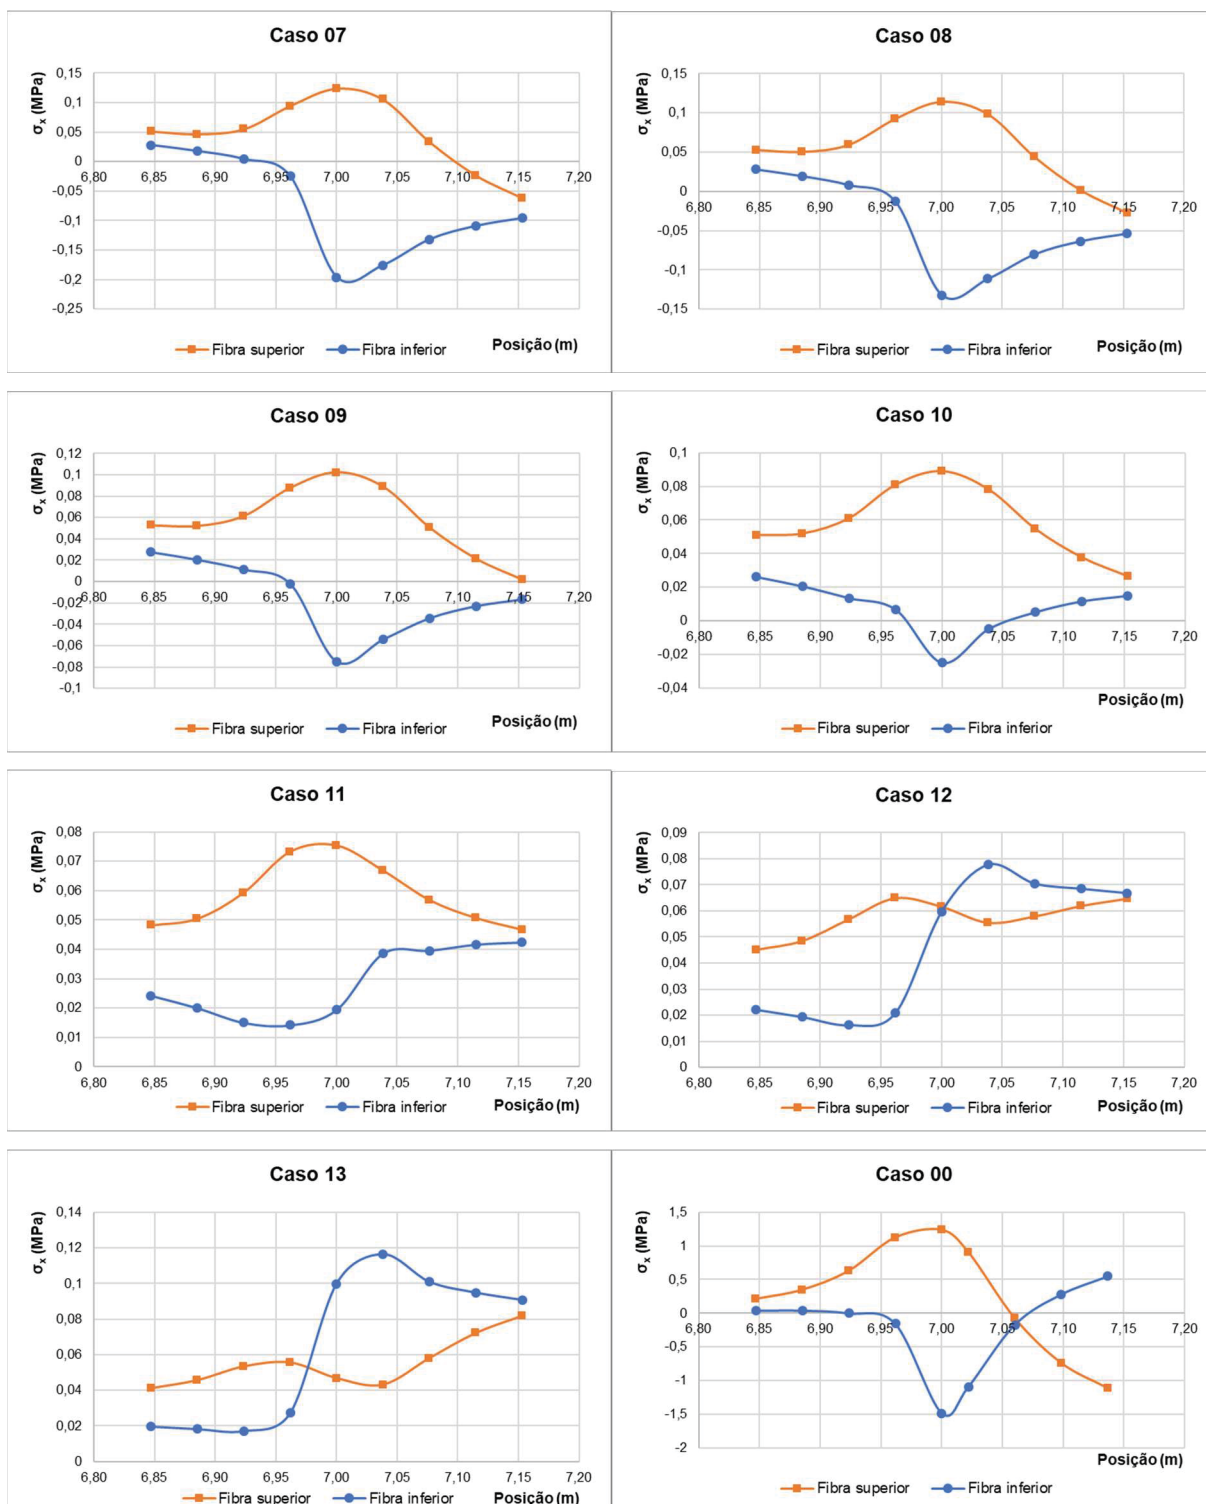 Caso 07
σx (MPa)
0,15
0,1
0,05
0
-0,05
-0,1
-0,15
-0,2
-0,25
6,80 6,85 6,90 6,95 7,00 7,05 7,10 7,15 7,20
Fibra superior Fibra inferior Posição (m)
Caso 08
σx (MPa)
0,15
0,1
0,05
0
-0,05
-0,1
-0,15
6,80 6,85 6,90 6,95 7,00 7,05 7,10 7,15 7,20
Fibra superior Fibra inferior Posição (m)
Caso 09
σx (MPa)
0,12
0,1
0,08
0,06
0,04
0,02
0
-0,02
-0,04
-0,06
-0,08
-0,1
6,80 6,85 6,90 6,95 7,00 7,05 7,10 7,15 7,20
Fibra superior Fibra inferior Posição (m)
Caso 10
σx (MPa)
0,1
0,08
0,06
0,04
0,02
0
-0,02
-0,04
6,80 6,85 6,90 6,95 7,00 7,05 7,10 7,15 7,20
Posição (m)
Fibra superior Fibra inferior
Caso 11
σx (MPa)
0,08
0,07
0,06
0,05
0,04
0,03
0,02
0,01
0
6,80 6,85 6,90 6,95 7,00 7,05 7,10 7,15 7,20
Fibra superior Fibra inferior Posição (m)
Caso 12
σx (MPa)
0,09
0,08
0,07
0,06
0,05
0,04
0,03
0,02
0,01
0
6,80 6,85 6,90 6,95 7,00 7,05 7,10 7,15 7,20
Fibra superior Fibra inferior Posição (m)
Caso 13
σx (MPa)
0,14
0,12
0,1
0,08
0,06
0,04
0,02
0
6,80 6,85 6,90 6,95 7,00 7,05 7,10 7,15 7,20
Fibra superior Fibra inferior Posição (m)
Caso 00
σx (MPa)
1,5
1
0,5
0
-0,5
-1
-1,5
-2
6,80 6,85 6,90 6,95 7,00 7,05 7,10 7,15 7,20
Posição (m)
Fibra superior Fibra inferior